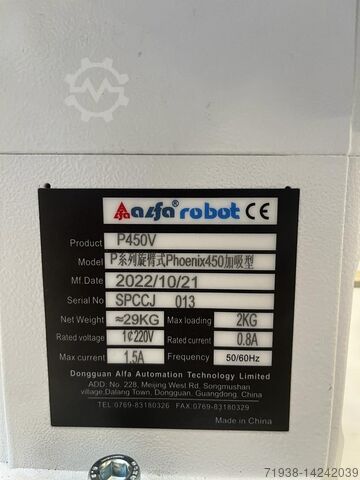 alfa® robot CE
Product P450V
Model P系列旋臂式Phoenix450加吸型
Mf.Date 2022/10/21
Serial No SPCCJ 013
Net Weight ≈29KG Max loading 2KG
Rated voltage 1¢220V Rated current 0.8A
Max current 1.5A Frequency 50/60Hz
Dongguan Alfa Automation Technology Limited
ADD: No. 228, Meijing West Rd, Songmushan
village,Dalang Town, Dongguan, Guangdong, China
TEL:0769-83180326 FAX:0769-83180329
Made in China
71938-14242039